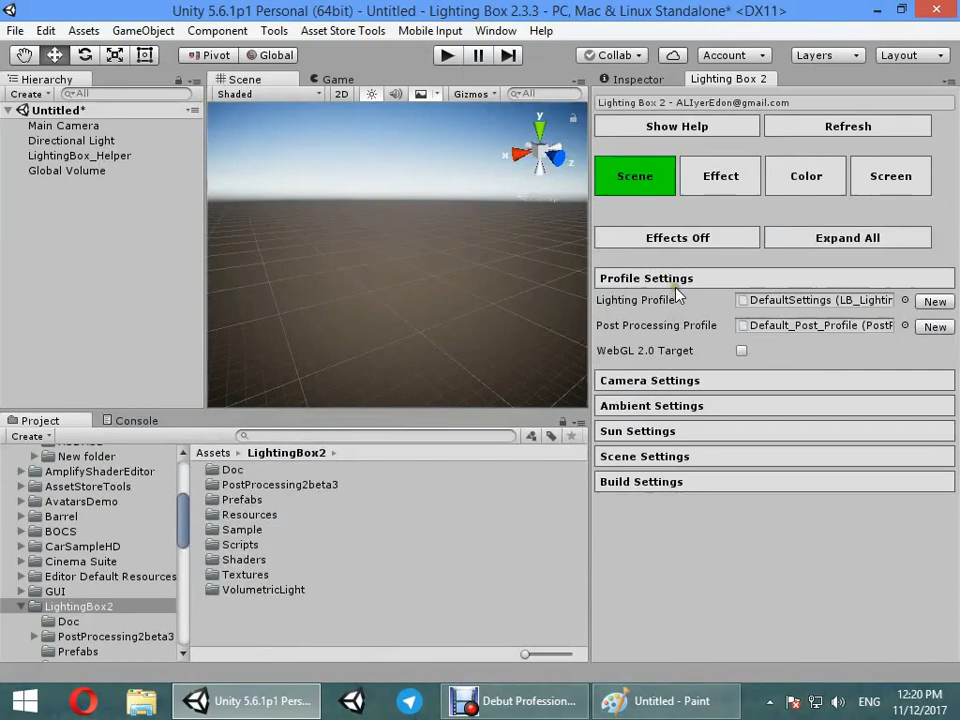 Unity 5.6.1p1 Personal (64bit) - Untitled - Lighting Box 2.3.3 - PC, Mac & Linux Standalone* <DX11>
File Edit Assets GameObject Component Tools Asset Store Tools Mobile Input Window Help
Pivot Global Collab Account Layers Layout
Hierarchy
Create All
Untitled*
Main Camera
Directional Light
LightingBox_Helper
Global Volume
Scene Game
Shaded 2D Gizmos All
y
x
z
Inspector Lighting Box 2
Lighting Box 2 - ALIyerEdon@gmail.com
Show Help Refresh
Scene Effect Color Screen
Effects Off Expand All
Profile Settings
Lighting Profile DefaultSettings (LB_Lightin New
Post Processing Profile Default_Post_Profile (PostP New
WebGL 2.0 Target
Camera Settings
Ambient Settings
Sun Settings
Scene Settings
Build Settings
Project Console
Create
New folder
AmplifyShaderEditor
AssetStoreTools
AvatarsDemo
Barrel
BOCS
CarSampleHD
Cinema Suite
Editor Default Resources
GUI
LightingBox2
Doc
PostProcessing2beta3
Prefabs
Assets LightingBox2
Doc
PostProcessing2beta3
Prefabs
Resources
Sample
Scripts
Shaders
Textures
VolumetricLight
Unity 5.6.1p1 Pers... Debut Profession... Untitled - Paint
ENG
12:20 PM
11/12/2017